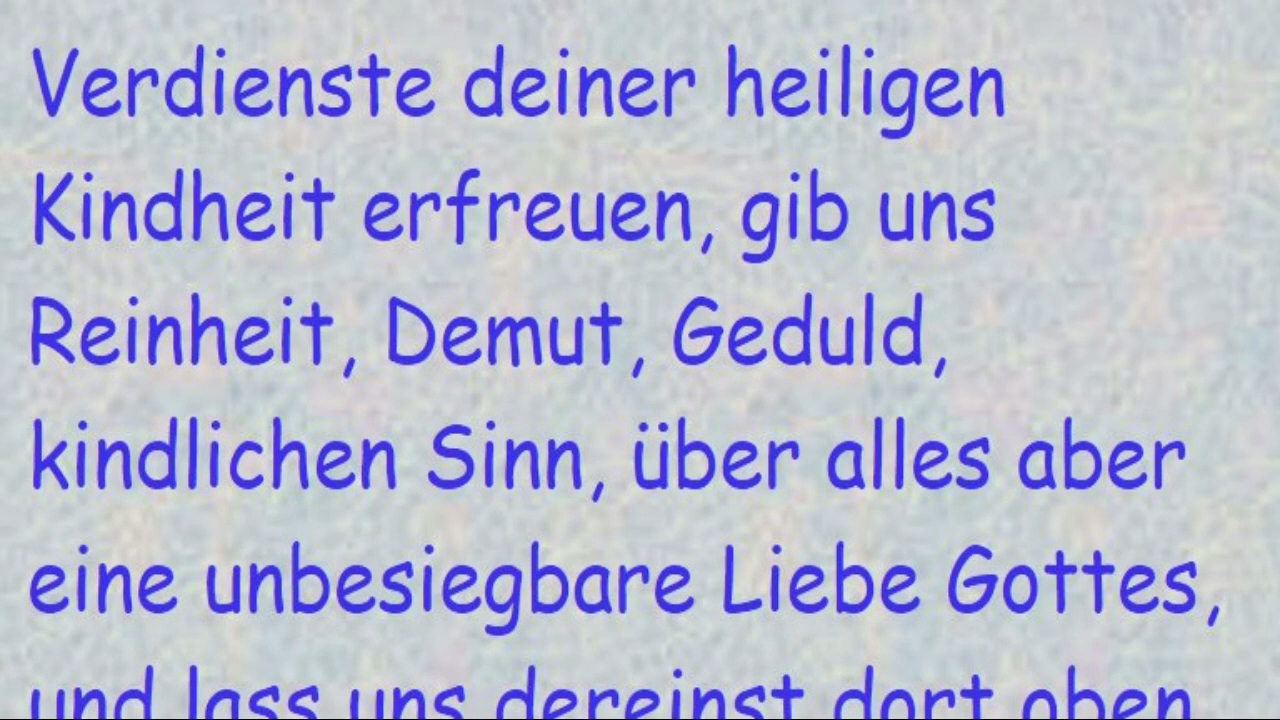 Verdienste deiner heiligen
Kindheit erfreuen, gib uns
Reinheit, Demut, Geduld,
kindlichen Sinn, über alles aber
eine unbesiegbare Liebe Gottes,
und lass uns dereinst dort oben